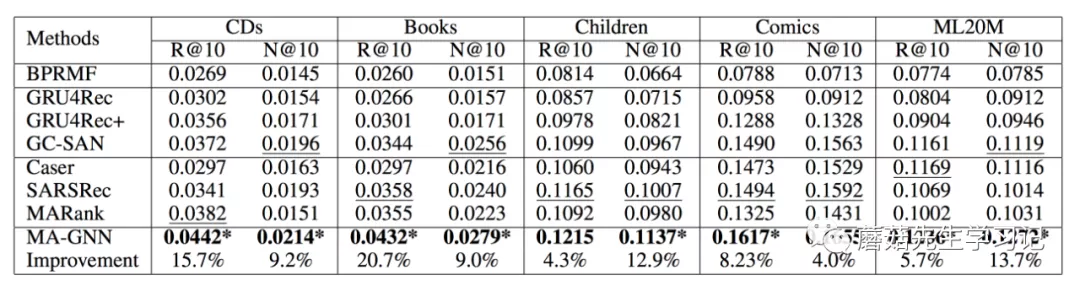 Methods CDs Books Children Comics ML20M
R@10 N@10 R@10 N@10 R@10 N@10 R@10 N@10 R@10 N@10
BPRMF 0.0269 0.0145 0.0260 0.0151 0.0814 0.0664 0.0788 0.0713 0.0774 0.0785
GRU4Rec 0.0302 0.0154 0.0266 0.0157 0.0857 0.0715 0.0958 0.0912 0.0804 0.0912
GRU4Rec+ 0.0356 0.0171 0.0301 0.0171 0.0978 0.0821 0.1288 0.1328 0.0904 0.0946
GC-SAN 0.0372 0.0196 0.0344 0.0256 0.1099 0.0967 0.1490 0.1563 0.1161 0.1119
Caser 0.0297 0.0163 0.0297 0.0216 0.1060 0.0943 0.1473 0.1529 0.1169 0.1116
SARSRec 0.0341 0.0193 0.0358 0.0240 0.1165 0.1007 0.1494 0.1592 0.1069 0.1014
MARank 0.0382 0.0151 0.0355 0.0223 0.1092 0.0980 0.1325 0.1431 0.1002 0.1031
MA-GNN 0.0442* 0.0214* 0.0432* 0.0279* 0.1215 0.1137* 0.1617*
蘑菇先生学习记
Improvement 15.7% 9.2% 20.7% 9.0% 4.3% 12.9% 8.23% 4.0% 5.7% 13.7%